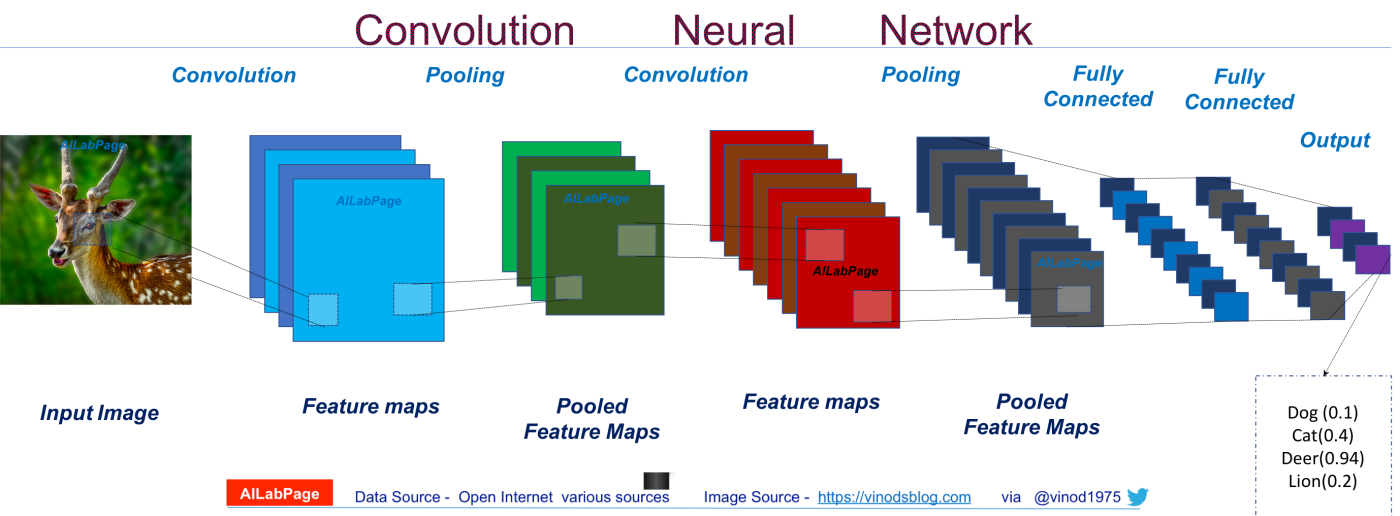 Convolution Neural Network
Convolution
Pooling
Convolution
Pooling
Fully
Connected
Fully
Connected
Output
AILabPage
AILabPage
AILabPage
AILabPage
AILabPage
Input Image
Feature maps
Pooled
Feature Maps
Feature maps
Pooled
Feature Maps
Dog (0.1)
Cat(0.4)
Deer(0.94)
Lion(0.2)
AILabPage
Data Source - Open Internet various sources
Image Source - https://vinodsblog.com via @vinod1975